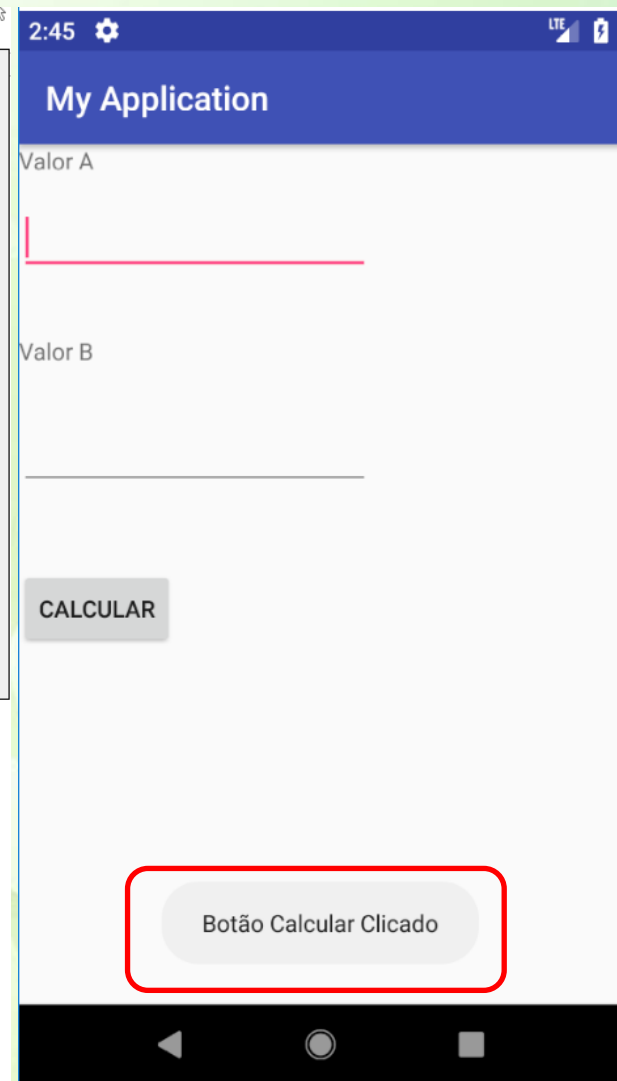 2:45 LTE
My Application
Valor A
Valor B
CALCULAR
Botão Calcular Clicado